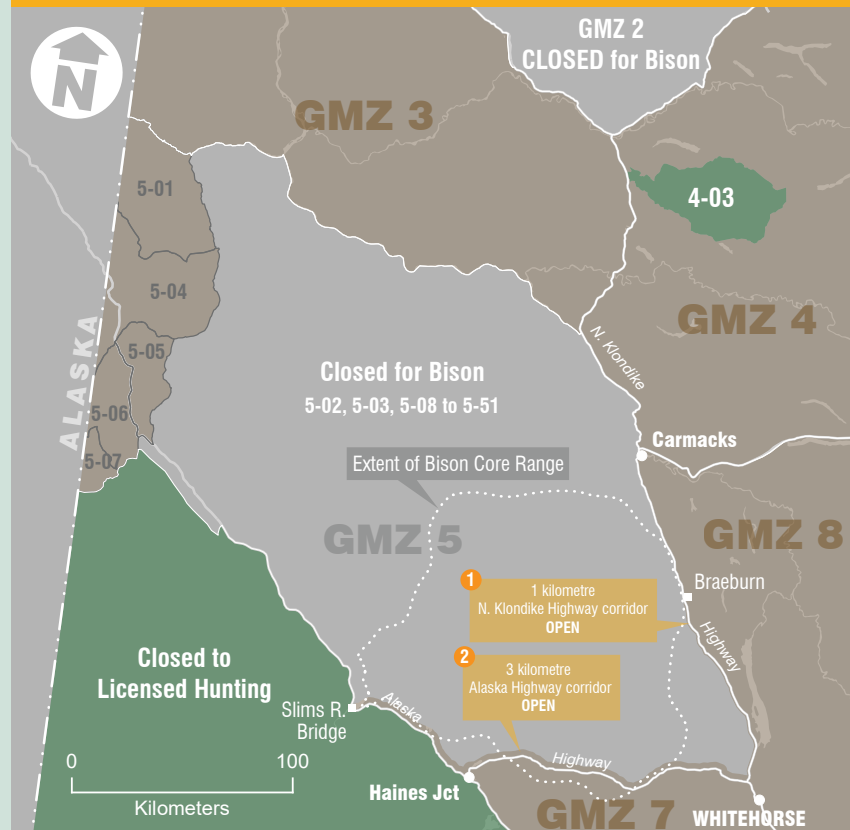 N
GMZ 2
CLOSED for Bison
GMZ 3
5-01
4-03
5-04
GMZ 4
ALASKA
5-05
N. Klondike
Closed for Bison
5-02, 5-03, 5-08 to 5-51
5-06
Carmacks
5-07
Extent of Bison Core Range
GMZ 5
GMZ 8
1
1 kilometre
N. Klondike Highway corridor
OPEN
Braeburn
Highway
2
3 kilometre
Alaska Highway corridor
OPEN
Closed to
Licensed Hunting
Slims R.
Bridge
Alaska
Highway
0 100
Kilometers
Haines Jct
GMZ 7
WHITEHORSE